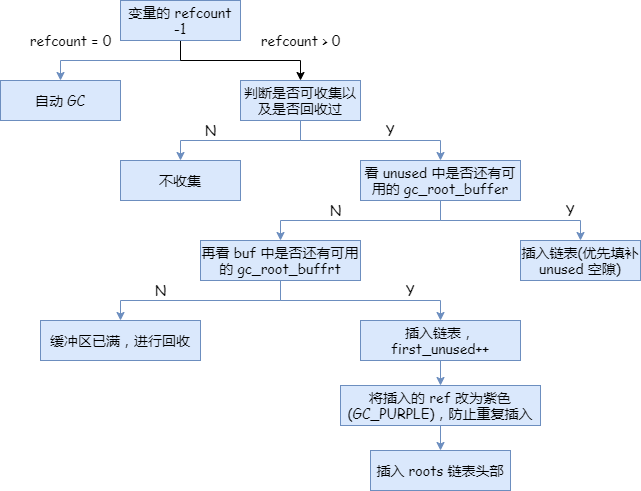 变量的 refcount
-1
refcount = 0
refcount > 0
自动 GC
判断是否可收集以
及是否回收过
N
Y
不收集
看 unused 中是否还有可
用的 gc_root_buffer
N
Y
再看 buf 中是否还有可用
的 gc_root_buffrt
插入链表(优先填补
unused 空隙)
N
Y
缓冲区已满，进行回收
插入链表，
first_unused++
将插入的 ref 改为紫色
(GC_PURPLE)，防止重复插入
插入 roots 链表头部